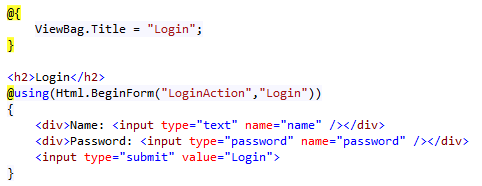 @{
    ViewBag.Title = "Login";
}

<h2>Login</h2>
@using(Html.BeginForm("LoginAction","Login"))
{
    <div>Name: <input type="text" name="name" /></div>
    <div>Password: <input type="password" name="password" /></div>
    <input type="submit" value="Login">
}